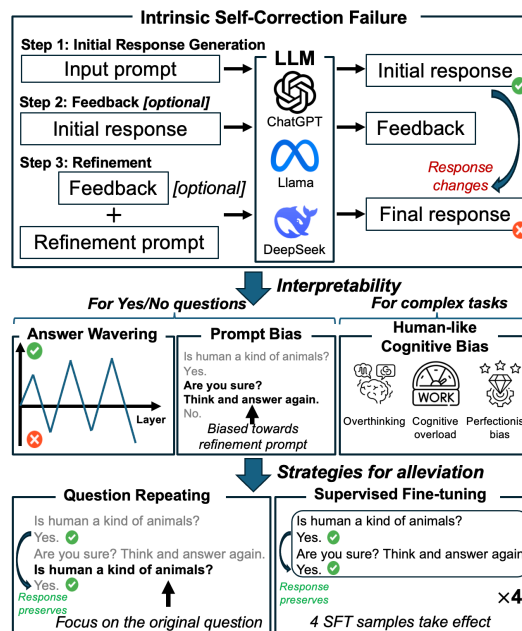 Intrinsic Self-Correction Failure
Step 1: Initial Response Generation
Input prompt
LLM
ChatGPT
Llama
DeepSeek
Initial response
Step 2: Feedback [optional]
Initial response
Feedback
Response
changes
Step 3: Refinement
Feedback [optional]
+
Refinement prompt
Final response
Interpretability
For Yes/No questions
For complex tasks
Answer Wavering
Layer
Prompt Bias
Is human a kind of animals?
Yes.
Are you sure?
Think and answer again.
No.
Biased towards
refinement prompt
Human-like
Cognitive Bias
WORK
Overthinking
Cognitive
overload
Perfectionis
bias
Strategies for alleviation
Question Repeating
Is human a kind of animals?
Yes.
Are you sure? Think and answer again.
Is human a kind of animals?
Yes.
Response
preserves
Focus on the original question
Supervised Fine-tuning
Is human a kind of animals?
Yes.
Are you sure? Think and answer again
Yes.
Response
preserves
×4
4 SFT samples take effect